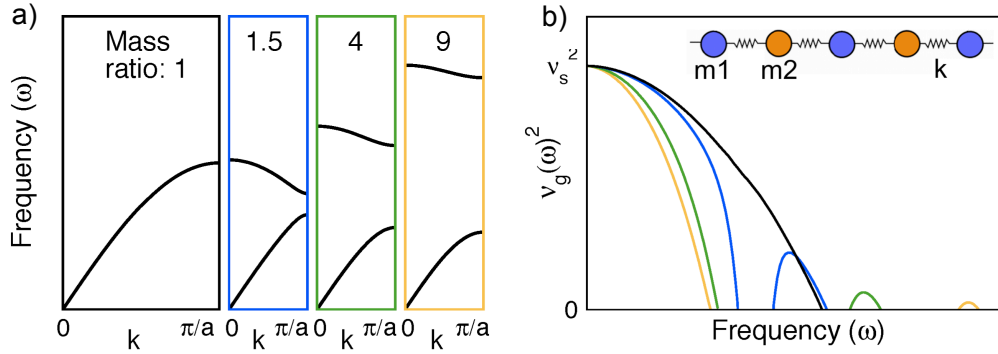 a)
Mass
ratio: 1
1.5
4
9
Frequency (ω)
0
k
π/a
0
k
π/a
0
k
π/a
0
k
π/a
b)
m1
m2
k
νs²
νg(ω)²
0
Frequency (ω)